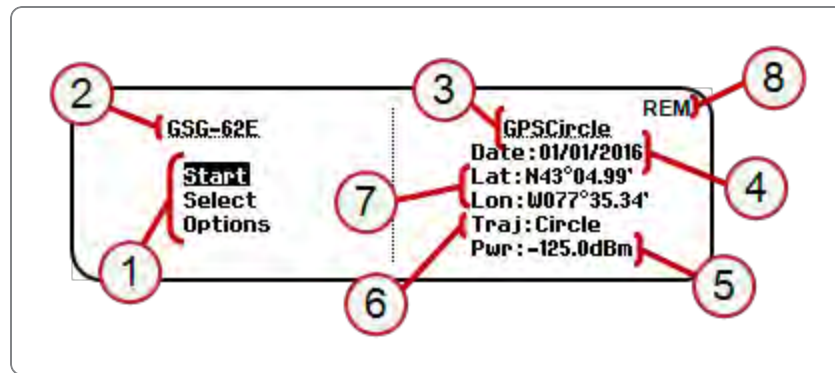 2
3
8
REM
GSG-62E
GPSCircle
Date:01/01/2016
Start
Lat:N43°04.99'
7
4
Select
Lon:W077°35.34'
Options
Traj:Circle
Pwr:-125.0dBm
1
6
5